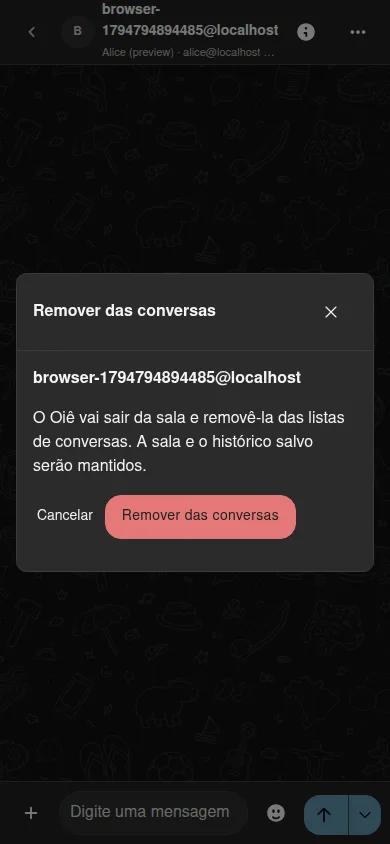 browser-
B
1794794894485@localhost
Alice (preview) · alice@localhost ...
Remover das conversas
browser-1794794894485@localhost
O Oiê vai sair da sala e removê-la das listas
de conversas. A sala e o histórico salvo
serão mantidos.
Cancelar
Remover das conversas
Digite uma mensagem